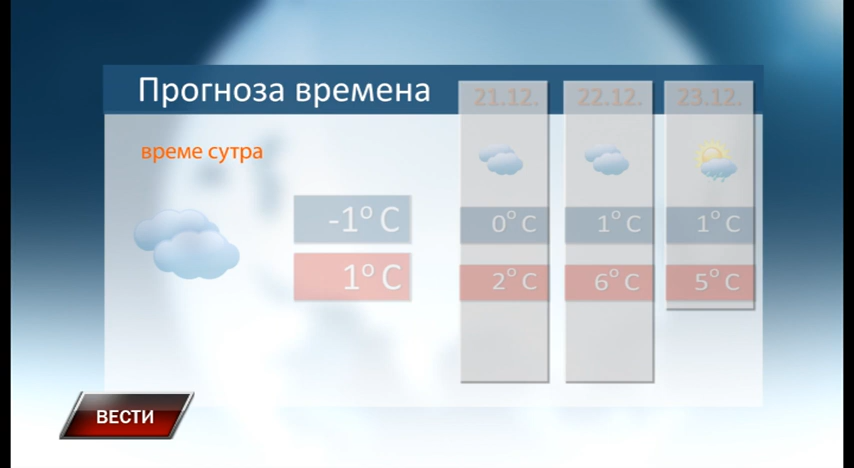 Прогноза времена
21.12. 22.12. 23.12.
време сутра
-1° C 0° C 1° C 1° C
1° C 2° C 6° C 5° C
ВЕСТИ